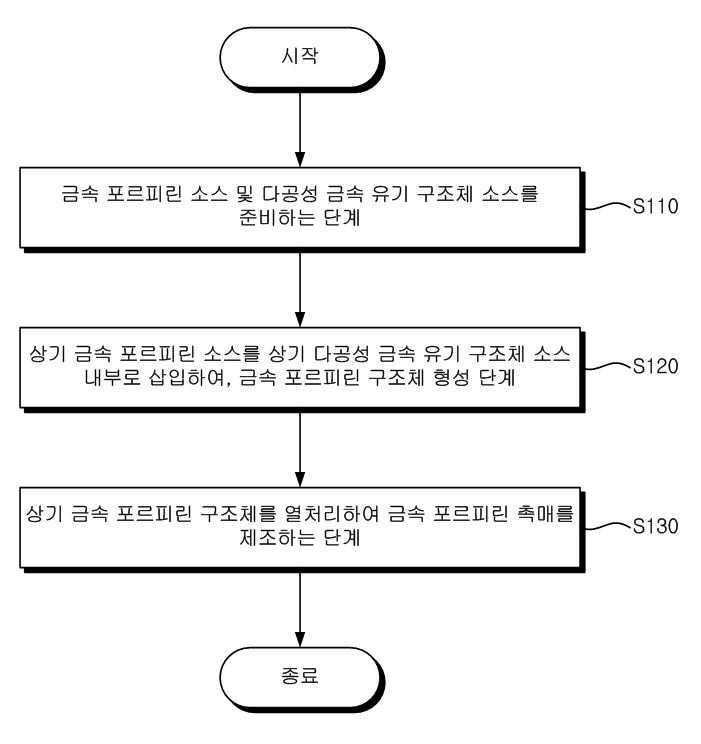 시작
금속 포르피린 소스 및 다공성 금속 유기 구조체 소스를
준비하는 단계
S110
상기 금속 포르피린 소스를 상기 다공성 금속 유기 구조체 소스
내부로 삽입하여, 금속 포르피린 구조체 형성 단계
S120
상기 금속 포르피린 구조체를 열처리하여 금속 포르피린 촉매를
제조하는 단계
S130
종료